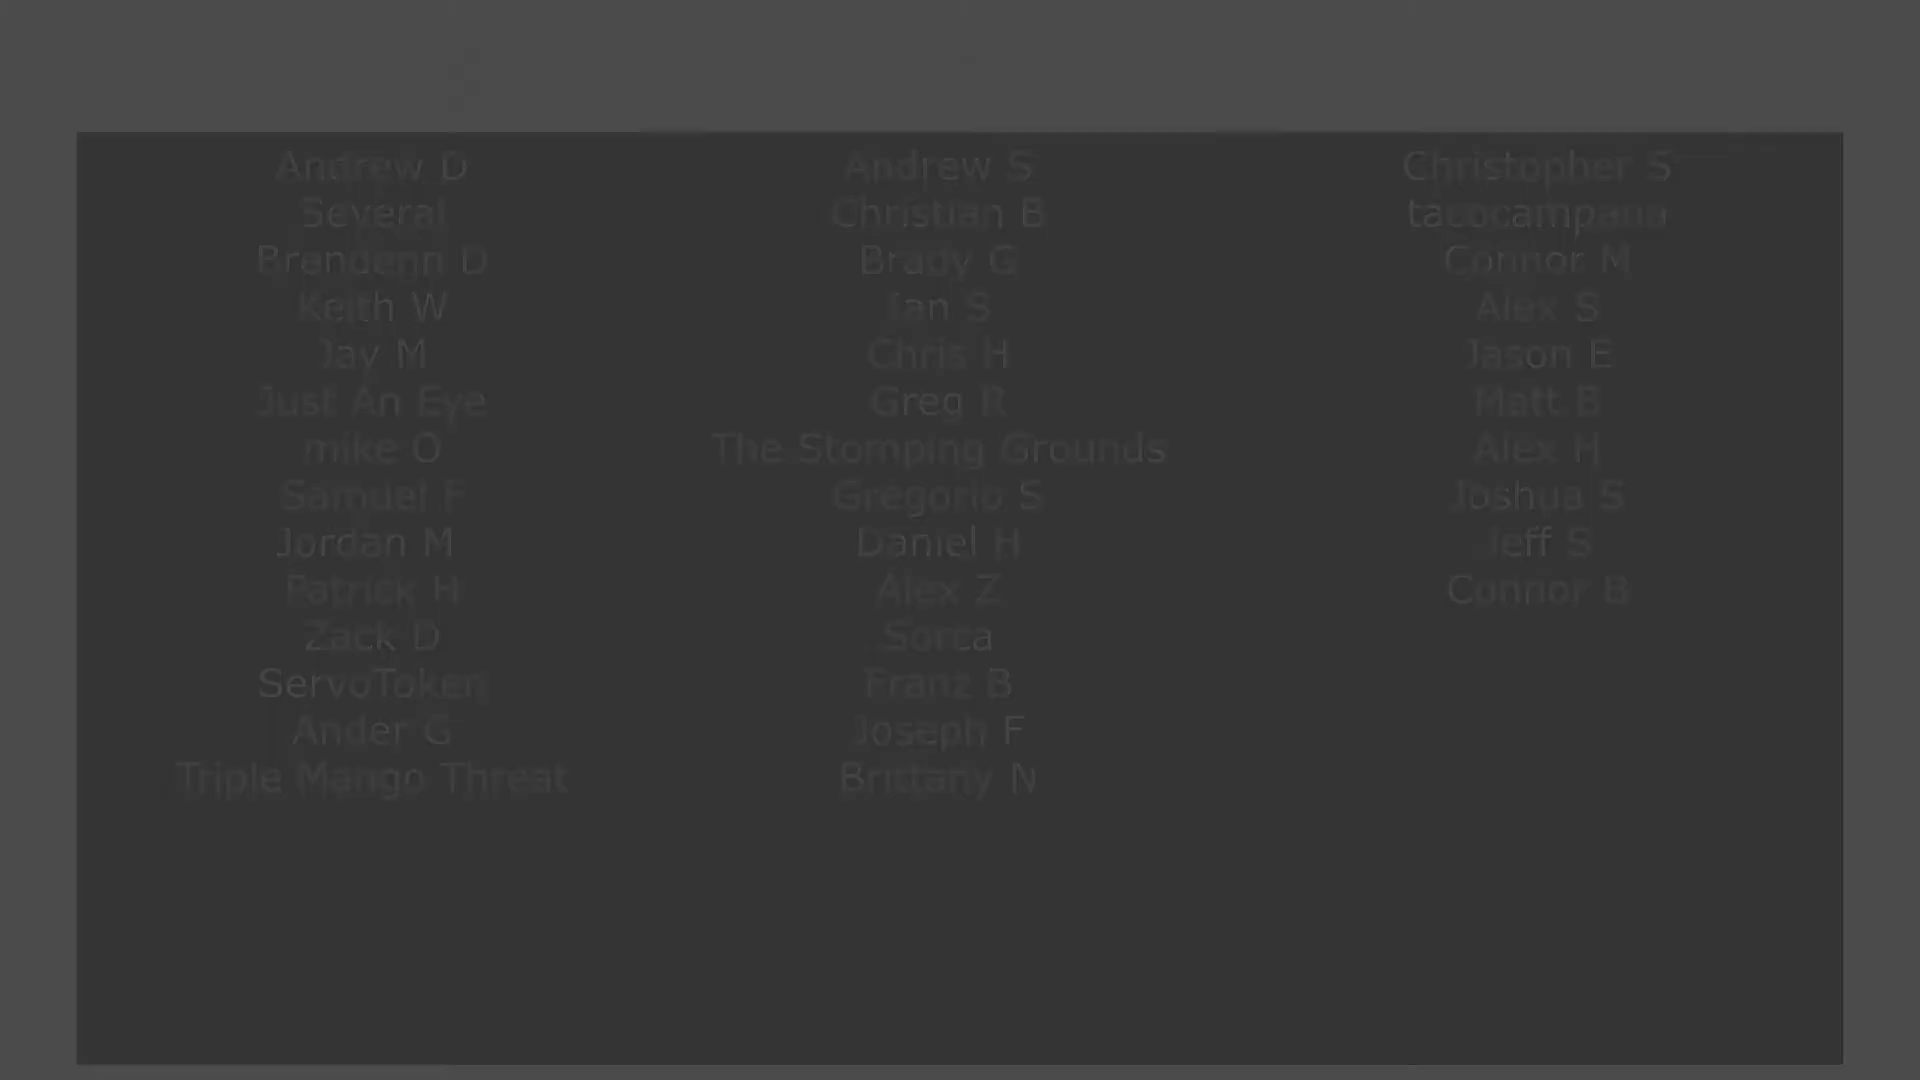 Andrew D
Several
Brendenn D
Keith W
Jay M
Just An Eye
mike O
Samuel F
Jordan M
Patrick H
Zack D
ServoToken
Ander G
Triple Mango Threat
Andrew S
Christian B
Brady G
Ian S
Chris H
Greg R
The Stomping Grounds
Gregorio S
Daniel H
Alex Z
Sorca
Franz B
Joseph F
Brittany N
Christopher S
tacocampana
Connor M
Alex S
Jason E
Matt B
Alex H
Joshua S
Jeff S
Connor B